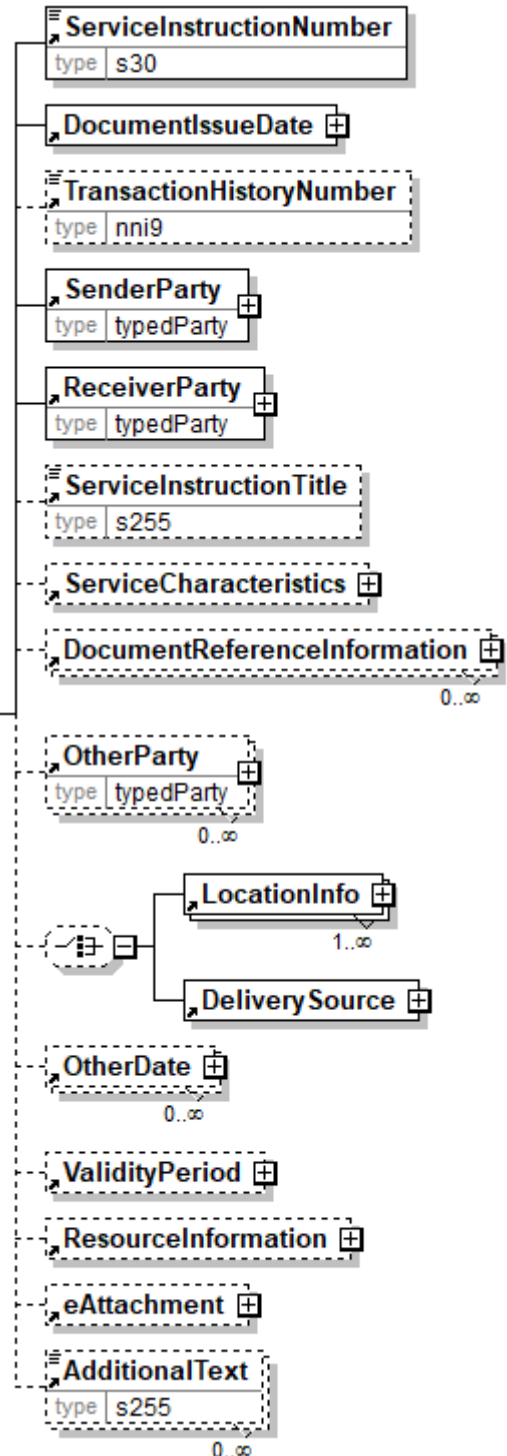 ServiceInstructionNumber
type s30
DocumentIssueDate
TransactionHistoryNumber
type nni9
SenderParty
type typedParty
ReceiverParty
type typedParty
ServiceInstructionTitle
type s255
ServiceCharacteristics
DocumentReferenceInformation
0..∞
OtherParty
type typedParty
0..∞
LocationInfo
1..∞
DeliverySource
OtherDate
0..∞
ValidityPeriod
ResourceInformation
eAttachment
AdditionalText
type s255
0..∞